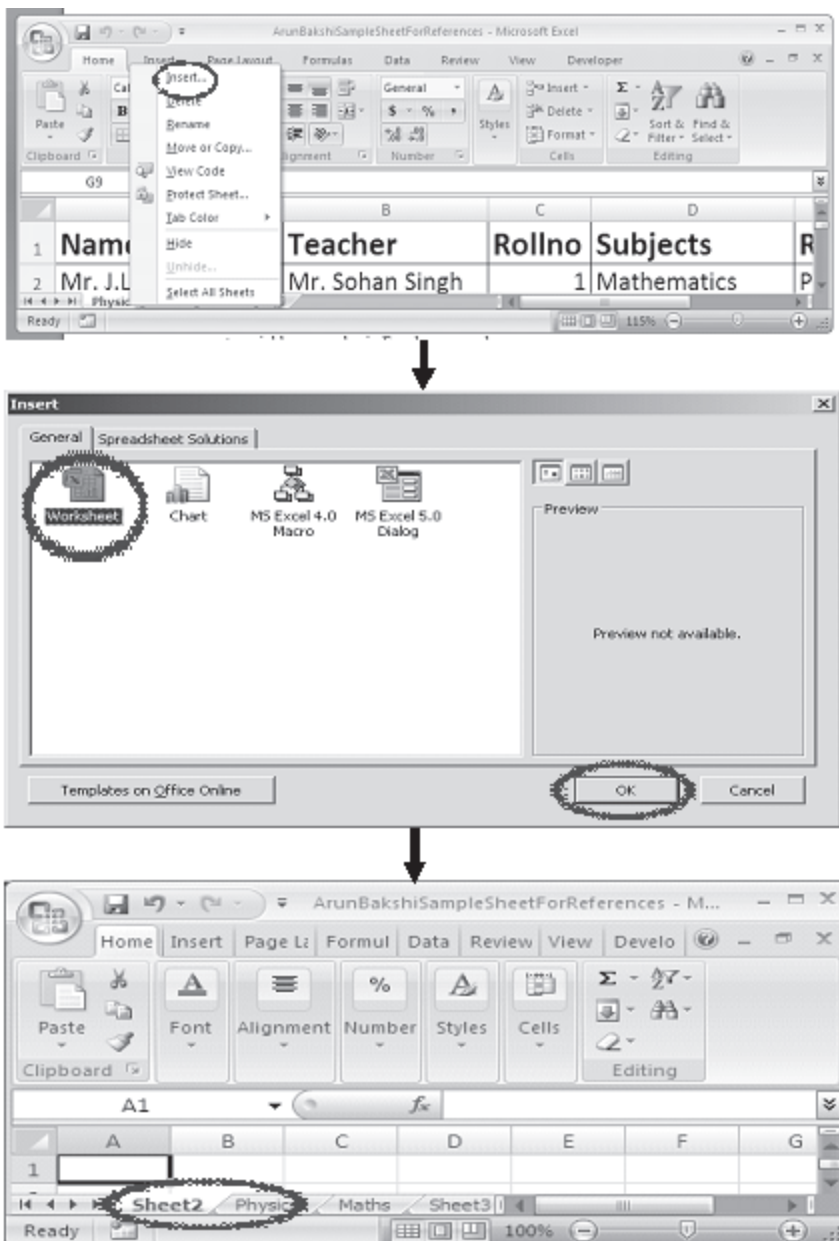 ArunBakshiSampleSheetForReferences - Microsoft Excel
Home Insert Page Layout Formulas Data Review View Developer
Insert...
Delete
Rename
Move or Copy...
View Code
Protect Sheet...
Tab Color
Hide
Unhide...
Select All Sheets
Paste
Clipboard
Cal
B
General
$ % ,
Alignment
Number
Styles
Insert
Delete
Format
Cells
Σ
Sort & Filter
Find & Select
Editing
G9
B C D
1 Name Teacher Rollno Subjects R
2 Mr. J.L Mr. Sohan Singh 1 Mathematics P
Physic
Ready 115%
Insert
General Spreadsheet Solutions
Worksheet
Chart
MS Excel 4.0 Macro
MS Excel 5.0 Dialog
Preview
Preview not available.
Templates on Office Online OK Cancel
ArunBakshiSampleSheetForReferences - M...
Home Insert Page La Formul Data Review View Develo
Paste Font Alignment Number Styles Cells Σ
Clipboard Editing
A1 fx
A B C D E F G
1
Sheet2 Physics Maths Sheet3
Ready 100%